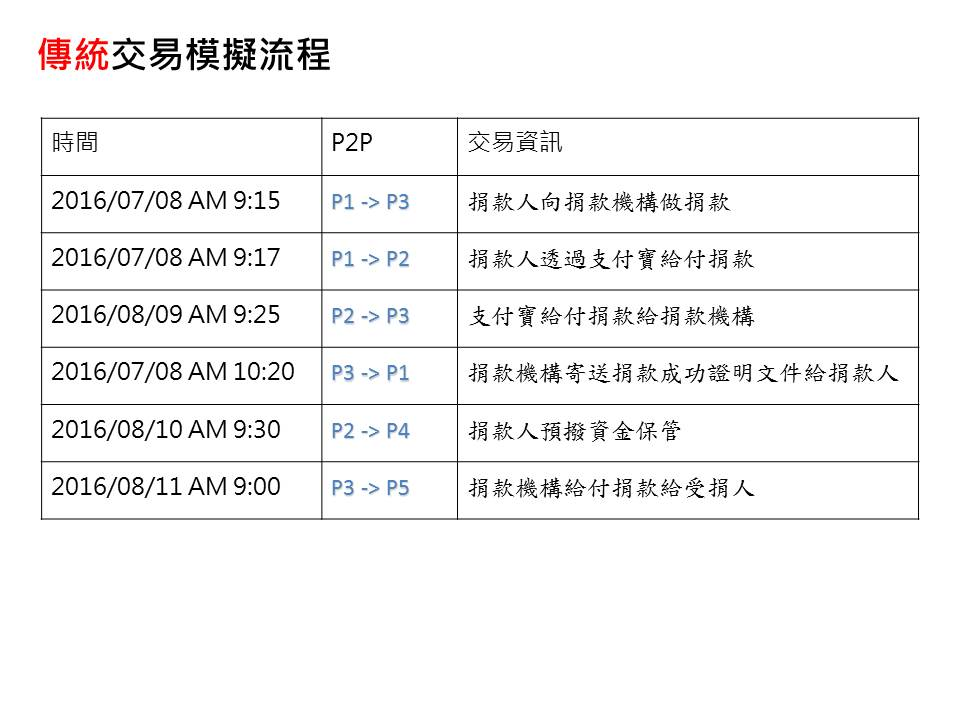 傳統交易模擬流程
時間 P2P 交易資訊
2016/07/08 AM 9:15 P1 -> P3 捐款人向捐款機構做捐款
2016/07/08 AM 9:17 P1 -> P2 捐款人透過支付寶給付捐款
2016/08/09 AM 9:25 P2 -> P3 支付寶給付捐款給捐款機構
2016/07/08 AM 10:20 P3 -> P1 捐款機構寄送捐款成功證明文件給捐款人
2016/08/10 AM 9:30 P2 -> P4 捐款人預撥資金保管
2016/08/11 AM 9:00 P3 -> P5 捐款機構給付捐款給受捐人